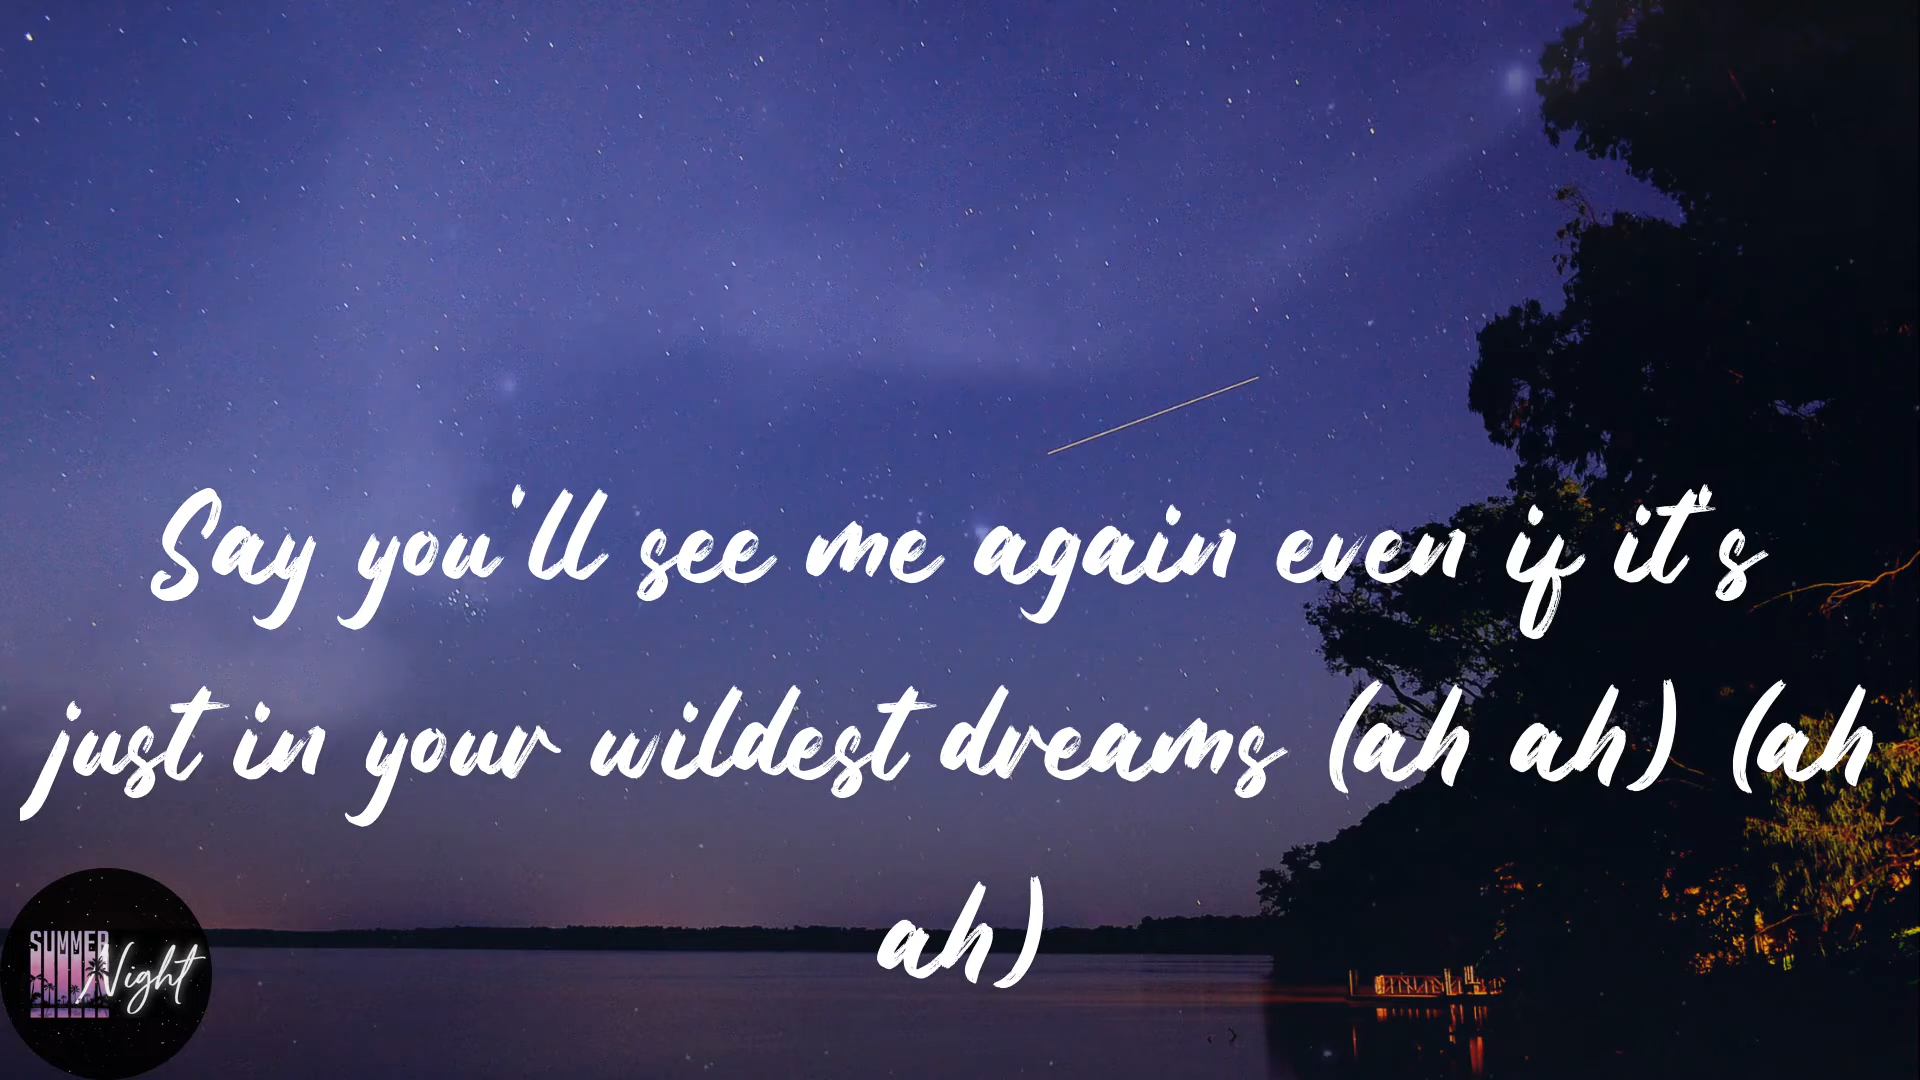 Say you'll see me again even if it's
just in your wildest dreams (ah ah) (ah
ah)
SUMMER
Night